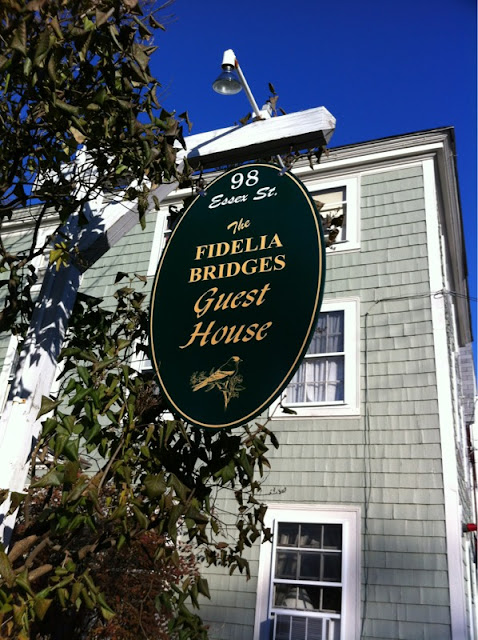 98
Essex St.
The
FIDELIA
BRIDGES
Guest
House